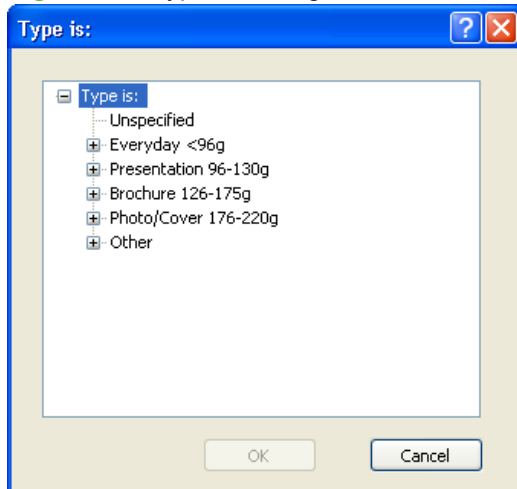 Type is:
Type is:
Unspecified
Everyday <96g
Presentation 96-130g
Brochure 126-175g
Photo/Cover 176-220g
Other
OK
Cancel